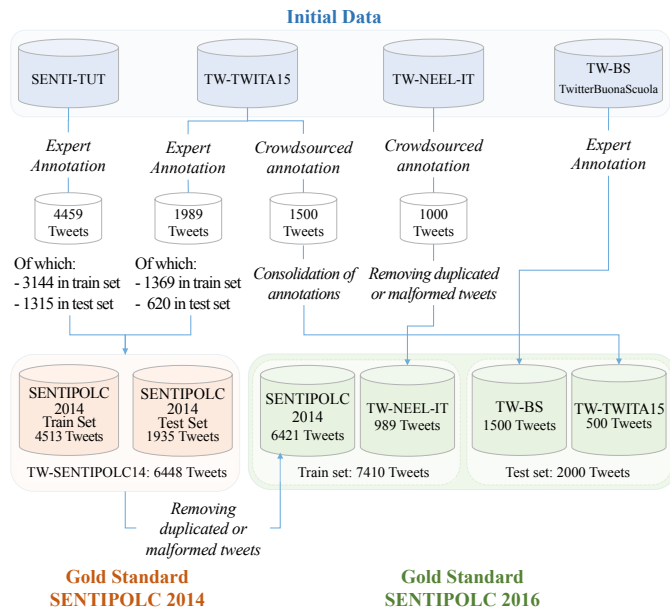 Initial Data
SENTI-TUT
TW-TWITA15
TW-NEEL-IT
TW-BS
TwitterBuonaScuola
Expert
Annotation
Expert
Annotation
Crowdsourced
annotation
Crowdsourced
annotation
Expert
Annotation
4459
Tweets
1989
Tweets
1500
Tweets
1000
Tweets
Of which:
- 3144 in train set
- 1315 in test set
Of which:
- 1369 in train set
- 620 in test set
Consolidation of
annotations
Removing duplicated
or malformed tweets
SENTIPOLC
2014
Train Set
4513 Tweets
SENTIPOLC
2014
Test Set
1935 Tweets
TW-SENTIPOLC14: 6448 Tweets
SENTIPOLC
2014
6421 Tweets
TW-NEEL-IT
989 Tweets
Train set: 7410 Tweets
TW-BS
1500 Tweets
TW-TWITA15
500 Tweets
Test set: 2000 Tweets
Removing
duplicated or
malformed tweets
Gold Standard
SENTIPOLC 2014
Gold Standard
SENTIPOLC 2016